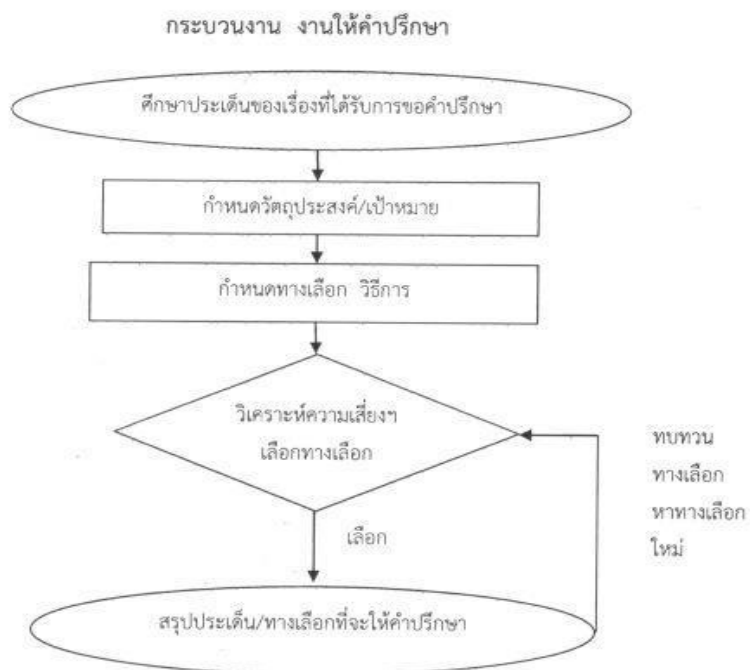 กระบวนงาน งานให้คำปรึกษา
ศึกษาประเด็นของเรื่องที่ได้รับการขอคำปรึกษา
กำหนดวัตถุประสงค์/เป้าหมาย
กำหนดทางเลือก วิธีการ
วิเคราะห์ความเสี่ยงฯ
เลือกทางเลือก
ทบทวน
ทางเลือก
หาทางเลือก
ใหม่
เลือก
สรุปประเด็น/ทางเลือกที่จะให้คำปรึกษา